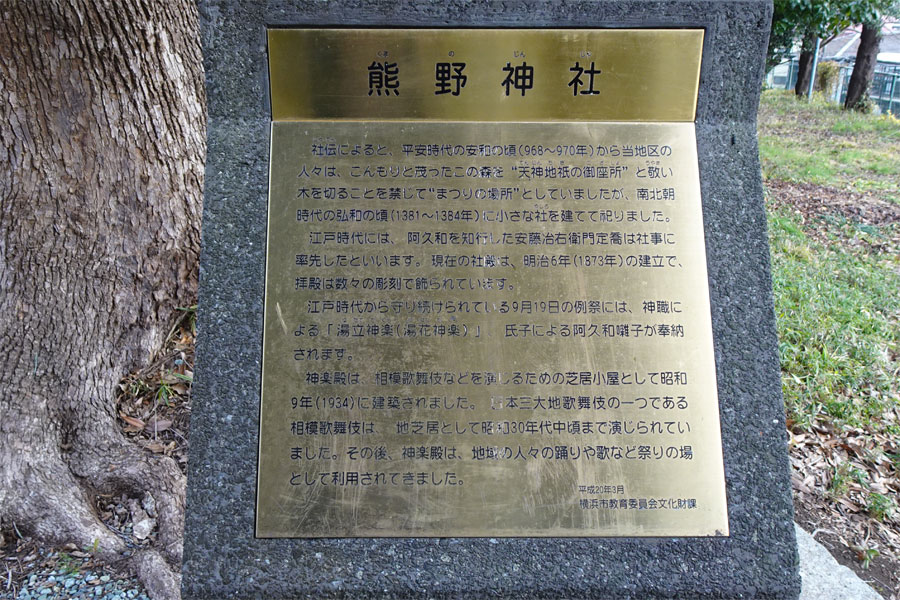 くま の じん じゃ
熊野神社
社伝によると、平安時代の安和の頃(968〜970年)から当地区の
人々は、こんもりと茂ったこの森を“天神地祇の御座所”と敬い
木を切ることを禁じて“まつりの場所”としていましたが、南北朝
時代の弘和の頃(1381〜1384年)に小さな社を建てて祀りました。
江戸時代には、阿久和を知行した安藤治右衛門定喬は社事に
率先したといいます。現在の社殿は、明治6年(1873年)の建立で、
拝殿は数々の彫刻で飾られています。
江戸時代から守り続けられている9月19日の例祭には、神職に
よる「湯立神楽(湯花神楽)」 氏子による阿久和囃子が奉納
されます。
神楽殿は、相模歌舞伎などを演じるための芝居小屋として昭和
9年(1934)に建築されました。 本三大地歌舞伎の一つである
相模歌舞伎は、地芝居として昭和30年代中頃まで演じられてい
ました。その後、神楽殿は、地域の人々の踊りや歌など祭りの場
として利用されてきました。
平成20年3月
横浜市教育委員会文化財課